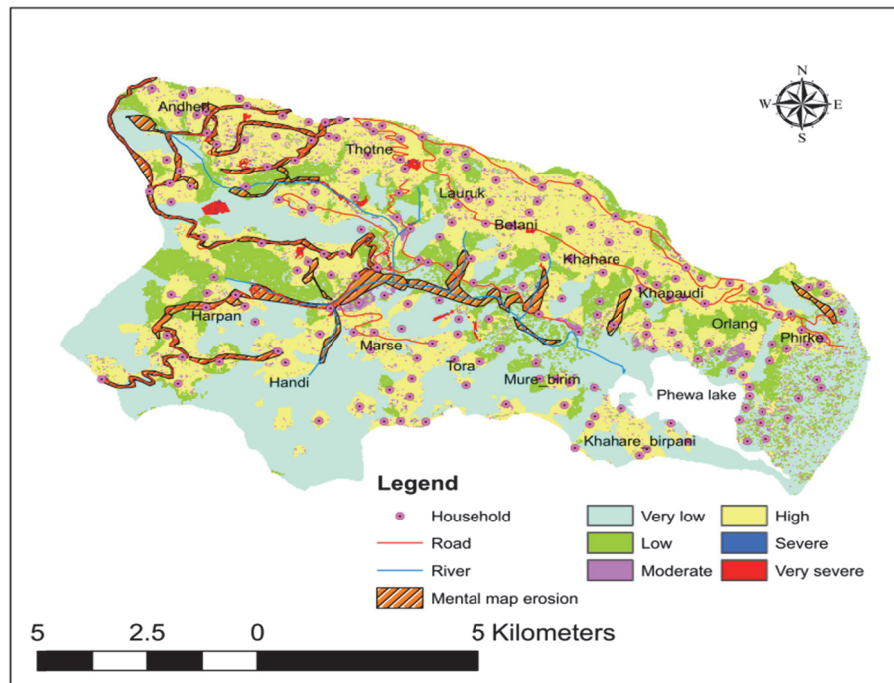 N
W E
S
Andheri
Thotne
Lauruk
Betani
Khahare
Khapaudi
Harpan
Orlang
Phirke
Marse
Handi
Tora
Mure_birim
Phewa lake
Khahare_birpani
Legend
Household
Road
River
Mental map erosion
Very low
Low
Moderate
High
Severe
Very severe
5 2.5 0 5 Kilometers